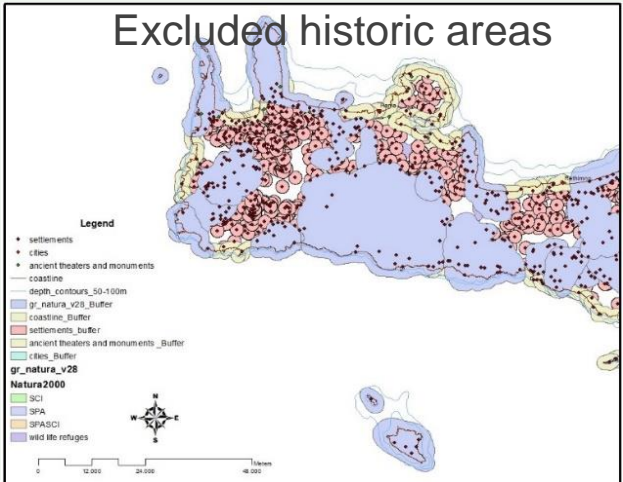 Excluded historic areas
Legend
settlements
cities
ancient theaters and monuments
coastline
depth_contours_50-100m
gr_natura_v28_Buffer
coastline_Buffer
settlements_buffer
ancient theaters and monuments _Buffer
cities_Buffer
gr_natura_v28
Natura2000
SCI
SPA
SPASCI
wild life refuges
N
W E
S
Meters
0 12.000 24.000 48.000